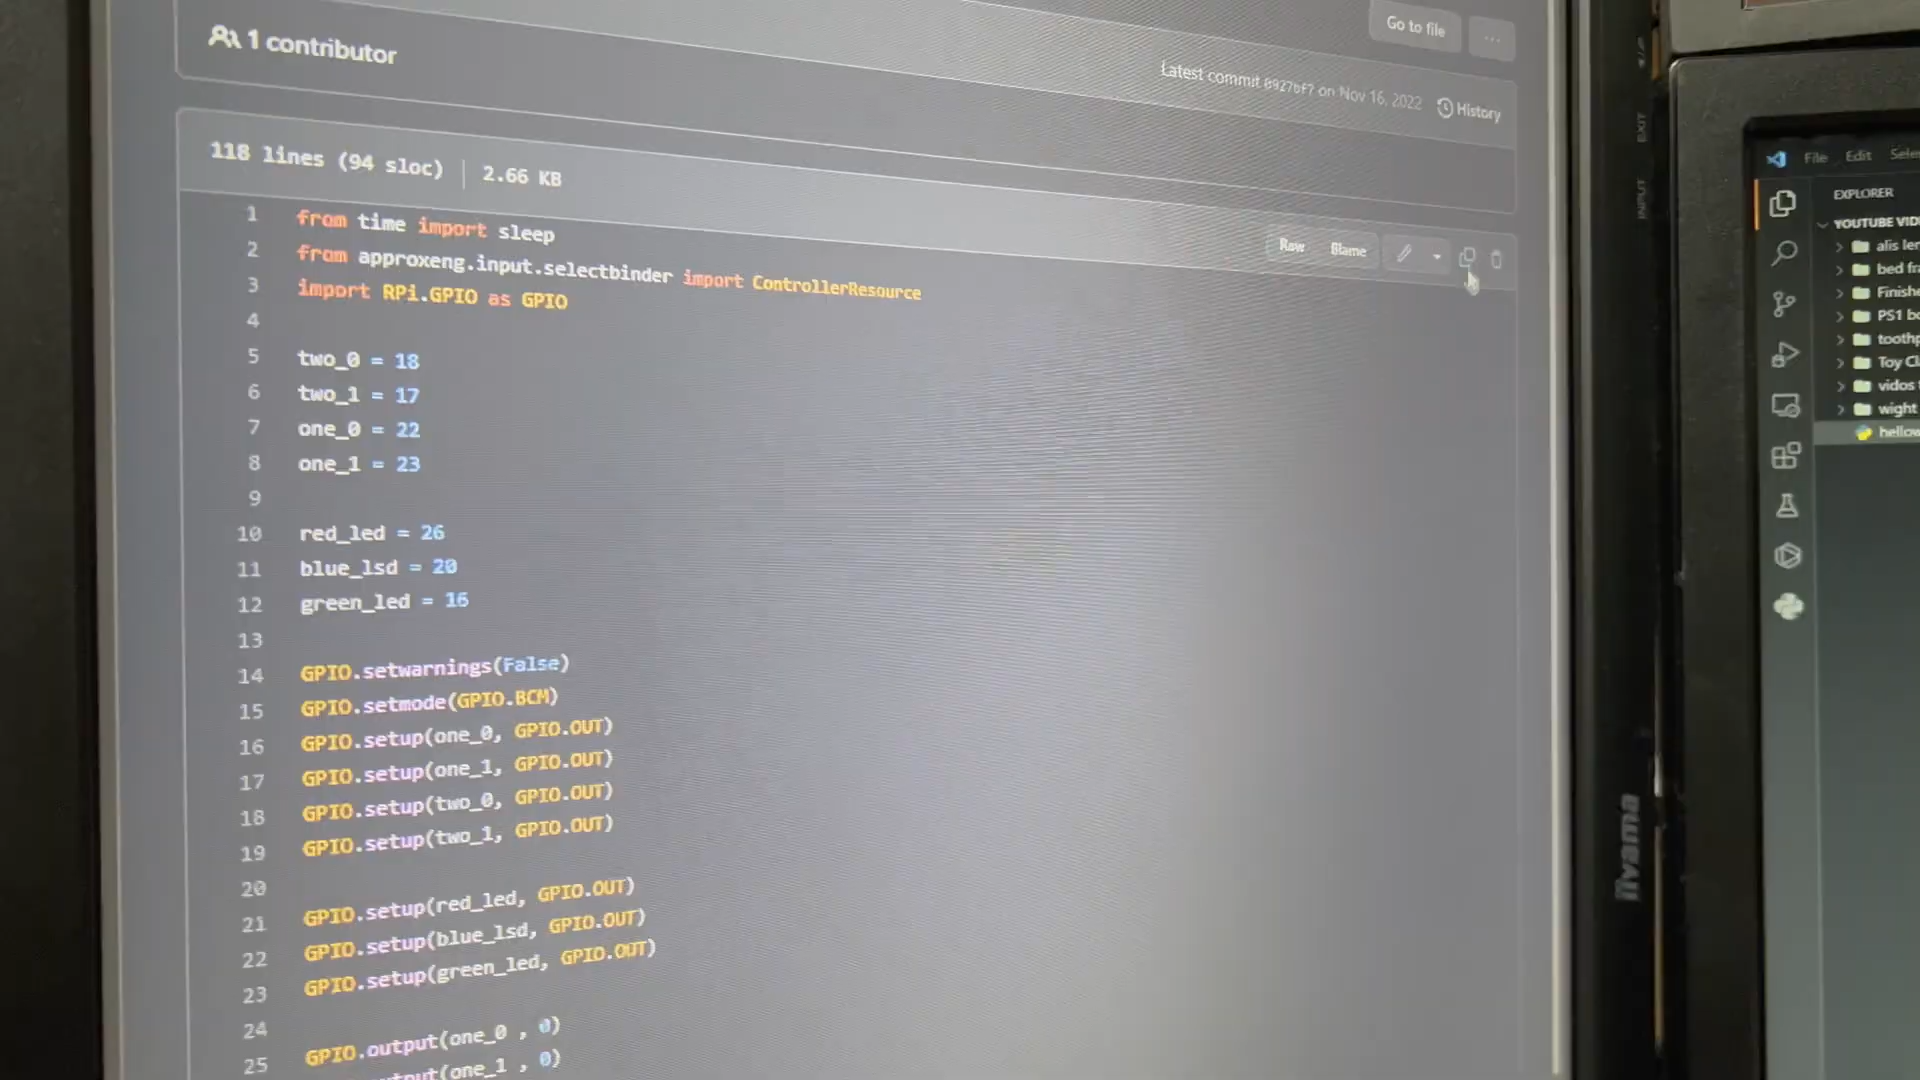 1 contributor
Go to file
...
Latest commit 0927bf7 on Nov 16, 2022
History
118 lines (94 sloc) | 2.66 KB
Raw
Blame
1 from time import sleep
2 from approxeng.input.selectbinder import ControllerResource
3 import RPi.GPIO as GPIO
4
5 two_0 = 18
6 two_1 = 17
7 one_0 = 22
8 one_1 = 23
9
10 red_led = 26
11 blue_lsd = 20
12 green_led = 16
13
14 GPIO.setwarnings(False)
15 GPIO.setmode(GPIO.BCM)
16 GPIO.setup(one_0, GPIO.OUT)
17 GPIO.setup(one_1, GPIO.OUT)
18 GPIO.setup(two_0, GPIO.OUT)
19 GPIO.setup(two_1, GPIO.OUT)
20
21 GPIO.setup(red_led, GPIO.OUT)
22 GPIO.setup(blue_lsd, GPIO.OUT)
23 GPIO.setup(green_led, GPIO.OUT)
24
25 GPIO.output(one_0 , 0)
(one_1 , 0)
EXIT
INPUT
iiyama
File Edit
EXPLORER
YOUTUBE
alis
bed
PS1
Toy
vidos
wight